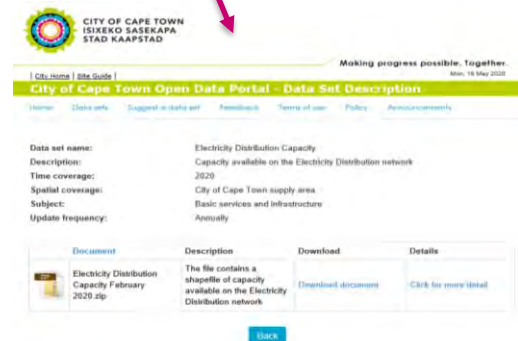 CITY OF CAPE TOWN
ISIXEKO SASEKAPA
STAD KAAPSTAD
Making progress possible. Together.
| City Home | Site Guide |
Mon, 18 May 2020
City of Cape Town Open Data Portal - Data Set Description
Home Data sets Suggest a data set Feedback Terms of use Policy Announcements
Data set name: Electricity Distribution Capacity
Description: Capacity available on the Electricity Distribution network
Time coverage: 2020
Spatial coverage: City of Cape Town supply area
Subject: Basic services and infrastructure
Update frequency: Annually
Document Description Download Details
Electricity Distribution Capacity February 2020.zip
The file contains a shapefile of capacity available on the Electricity Distribution network
Download document
Click for more detail
Back